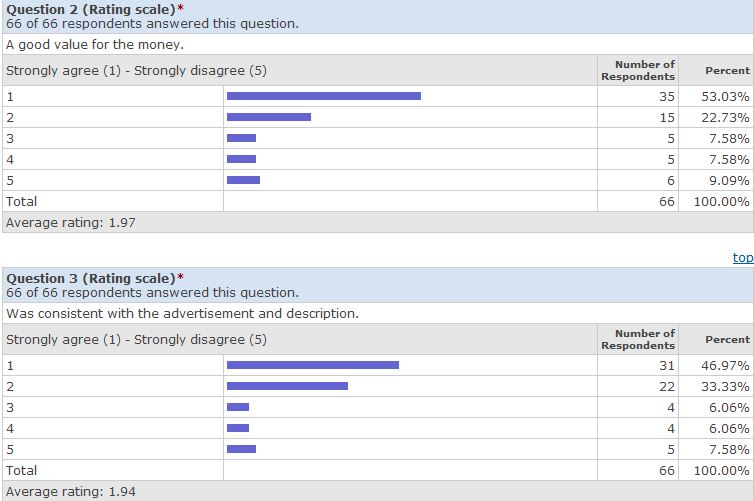 Question 2 (Rating scale)*
66 of 66 respondents answered this question.
A good value for the money.
Strongly agree (1) - Strongly disagree (5) Number of Respondents Percent
1 35 53.03%
2 15 22.73%
3 5 7.58%
4 5 7.58%
5 6 9.09%
Total 66 100.00%
Average rating: 1.97
top
Question 3 (Rating scale)*
66 of 66 respondents answered this question.
Was consistent with the advertisement and description.
Strongly agree (1) - Strongly disagree (5) Number of Respondents Percent
1 31 46.97%
2 22 33.33%
3 4 6.06%
4 4 6.06%
5 5 7.58%
Total 66 100.00%
Average rating: 1.94